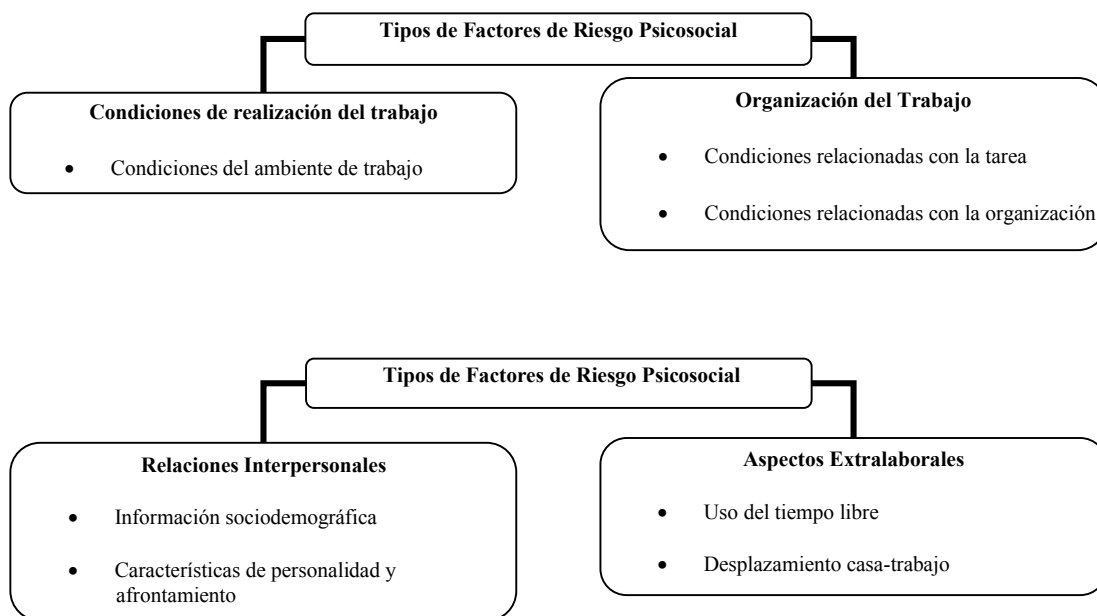 Tipos de Factores de Riesgo Psicosocial
Condiciones de realización del trabajo
• Condiciones del ambiente de trabajo
Organización del Trabajo
• Condiciones relacionadas con la tarea
• Condiciones relacionadas con la organización
Tipos de Factores de Riesgo Psicosocial
Relaciones Interpersonales
• Información sociodemográfica
• Características de personalidad y
afrontamiento
Aspectos Extralaborales
• Uso del tiempo libre
• Desplazamiento casa-trabajo